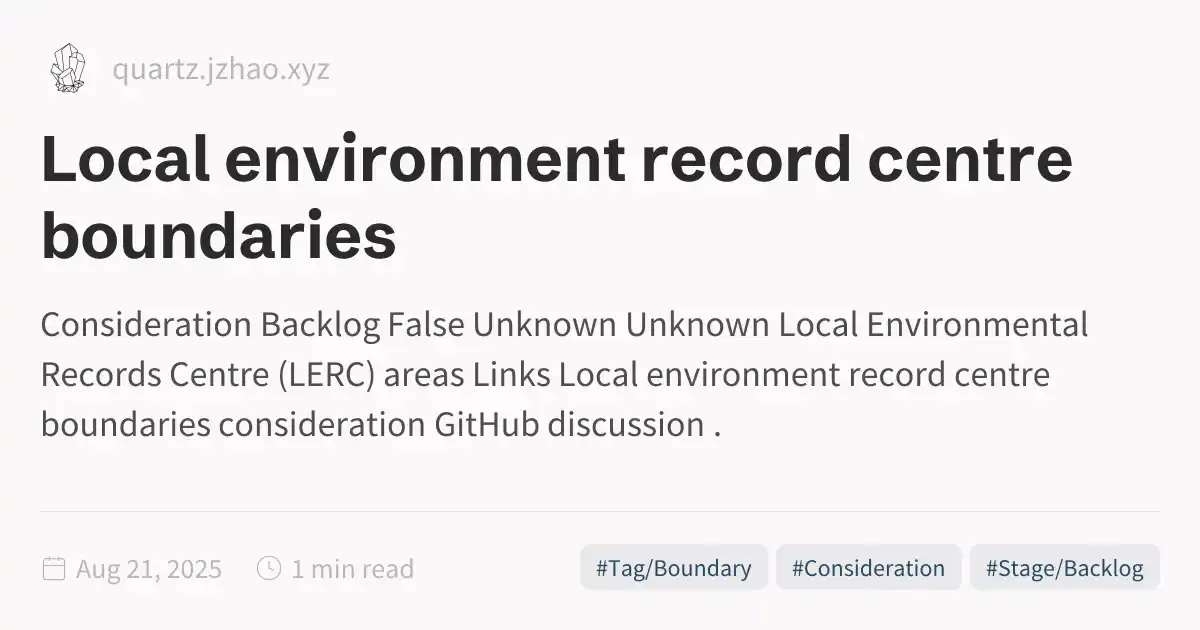 quartz.jzhao.xyz
Local environment record centre
boundaries
Consideration Backlog False Unknown Unknown Local Environmental
Records Centre (LERC) areas Links Local environment record centre
boundaries consideration GitHub discussion .
Aug 21, 2025 1 min read #Tag/Boundary #Consideration #Stage/Backlog